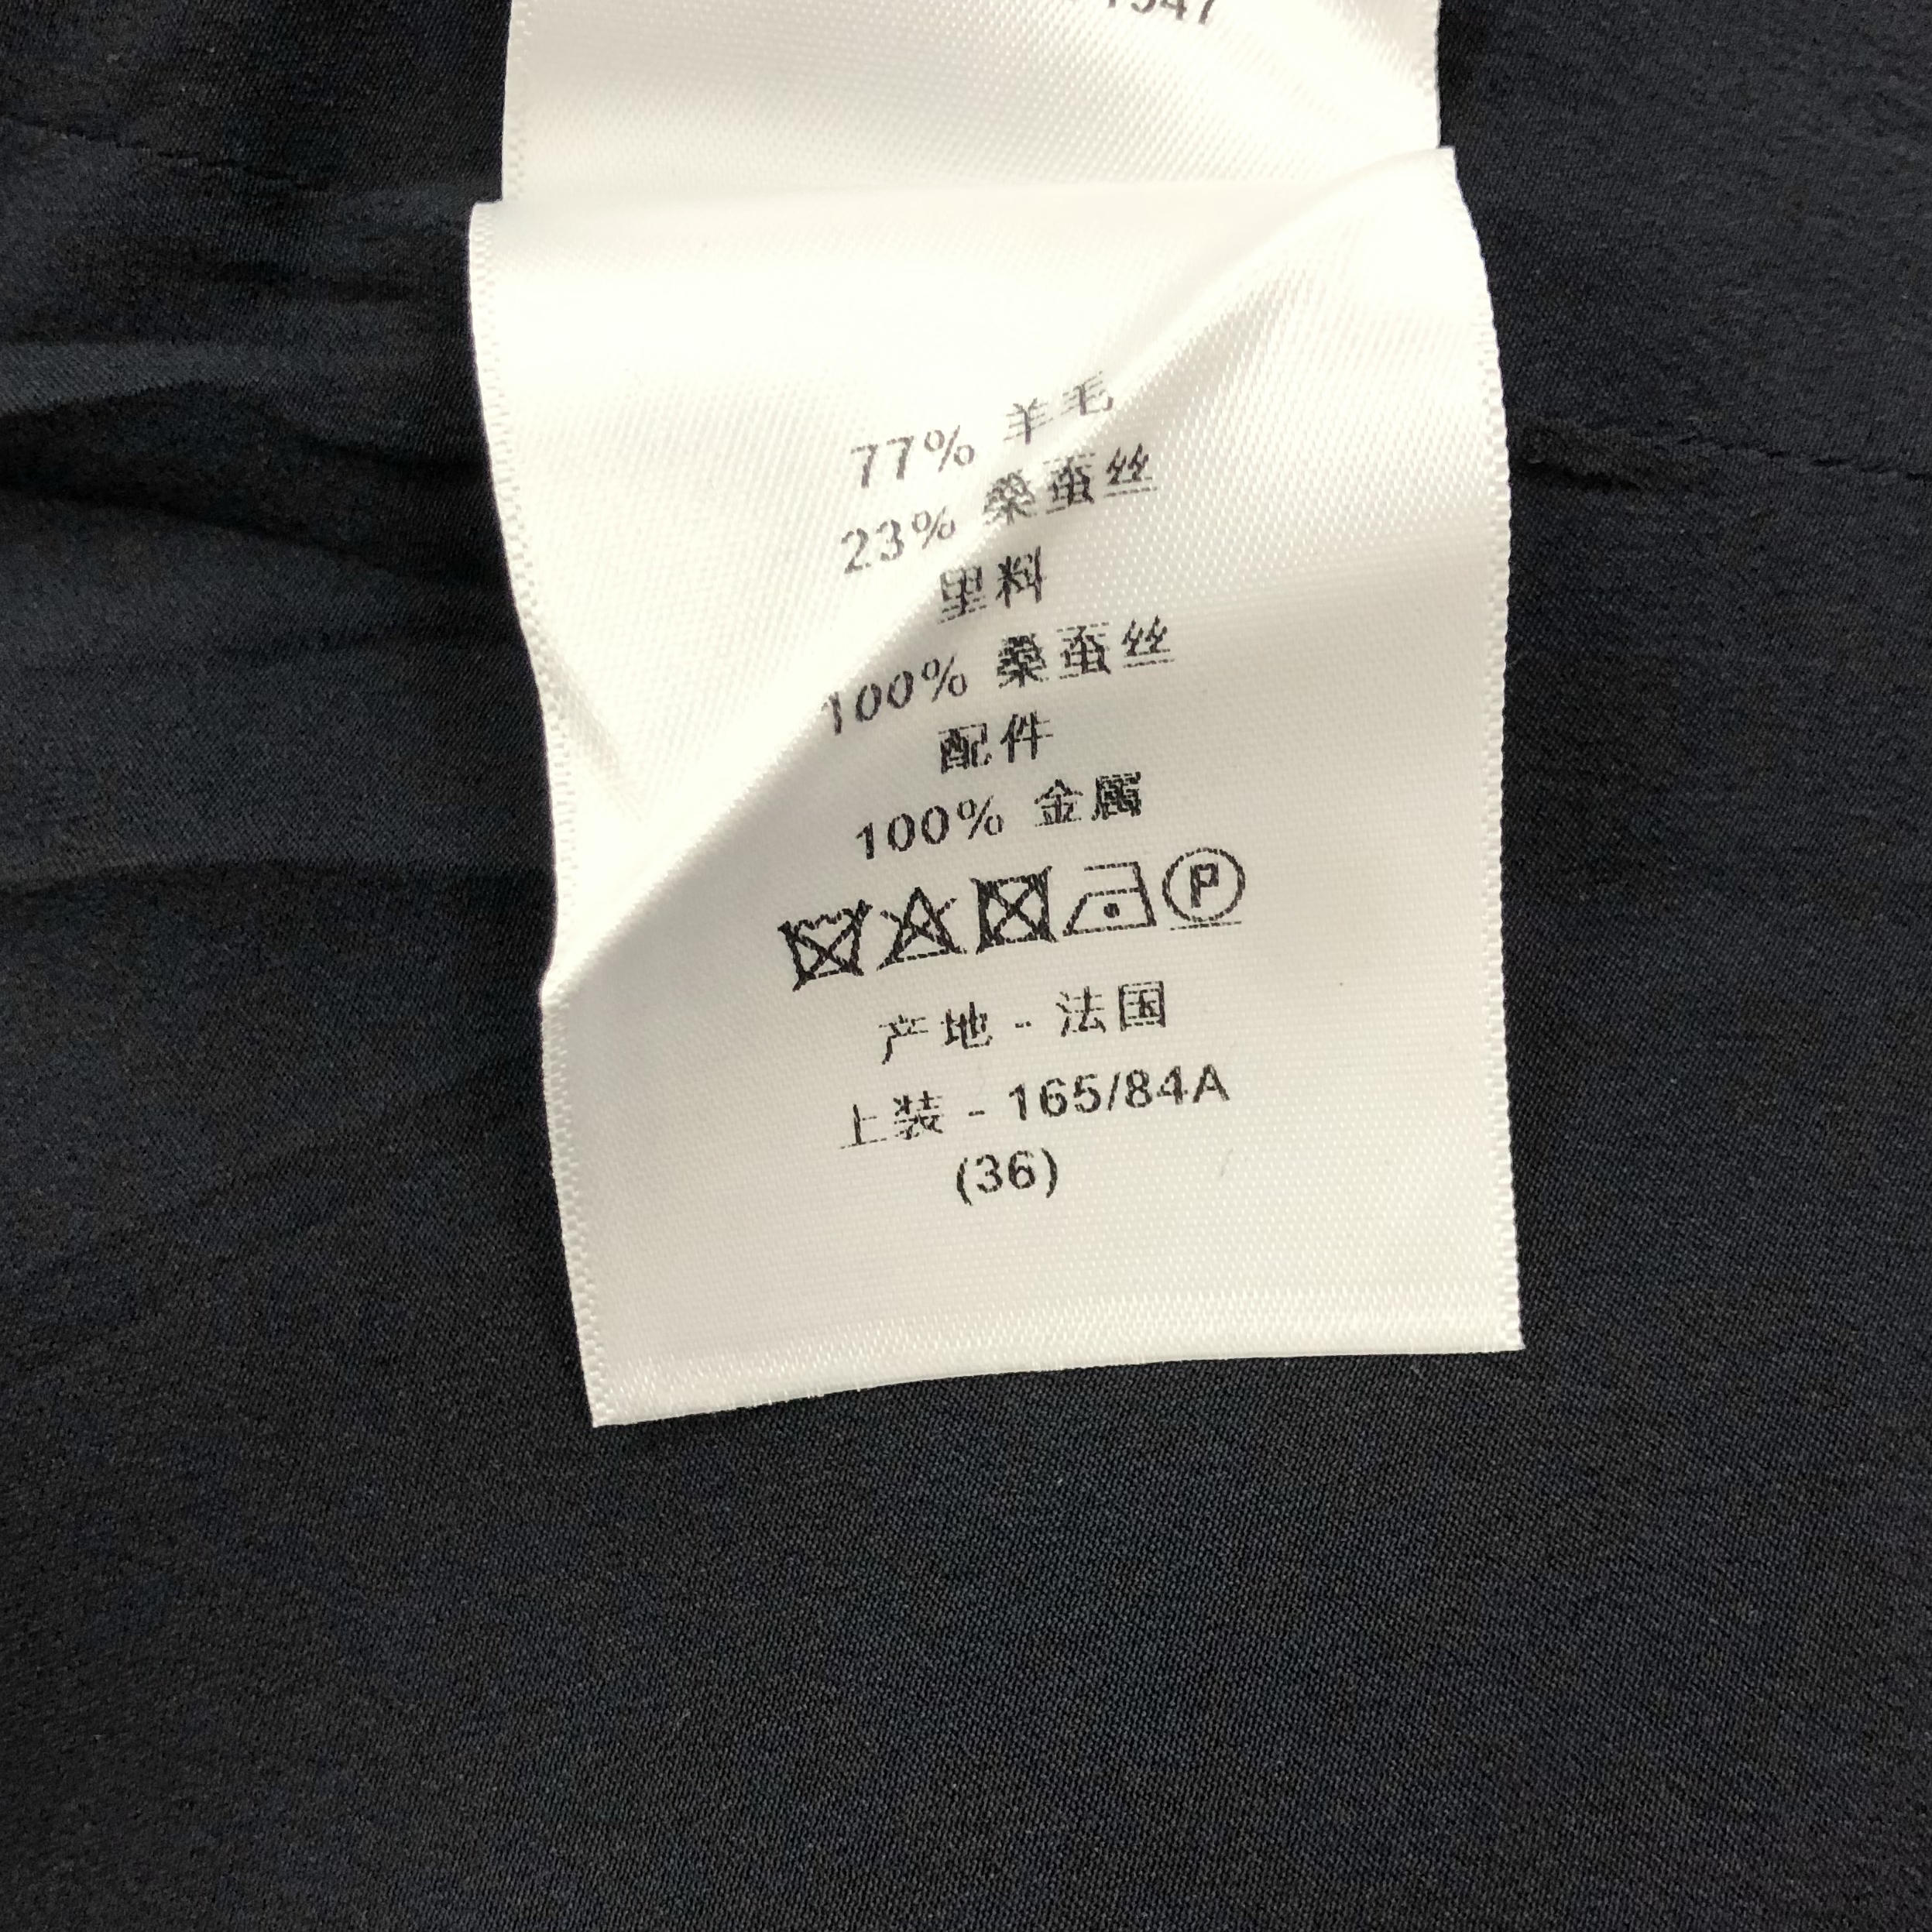 77% 羊毛
23% 桑蚕丝
里料
100% 桑蚕丝
配件
100% 金属
P
产地 - 法国
上装 - 165/84A
(36)